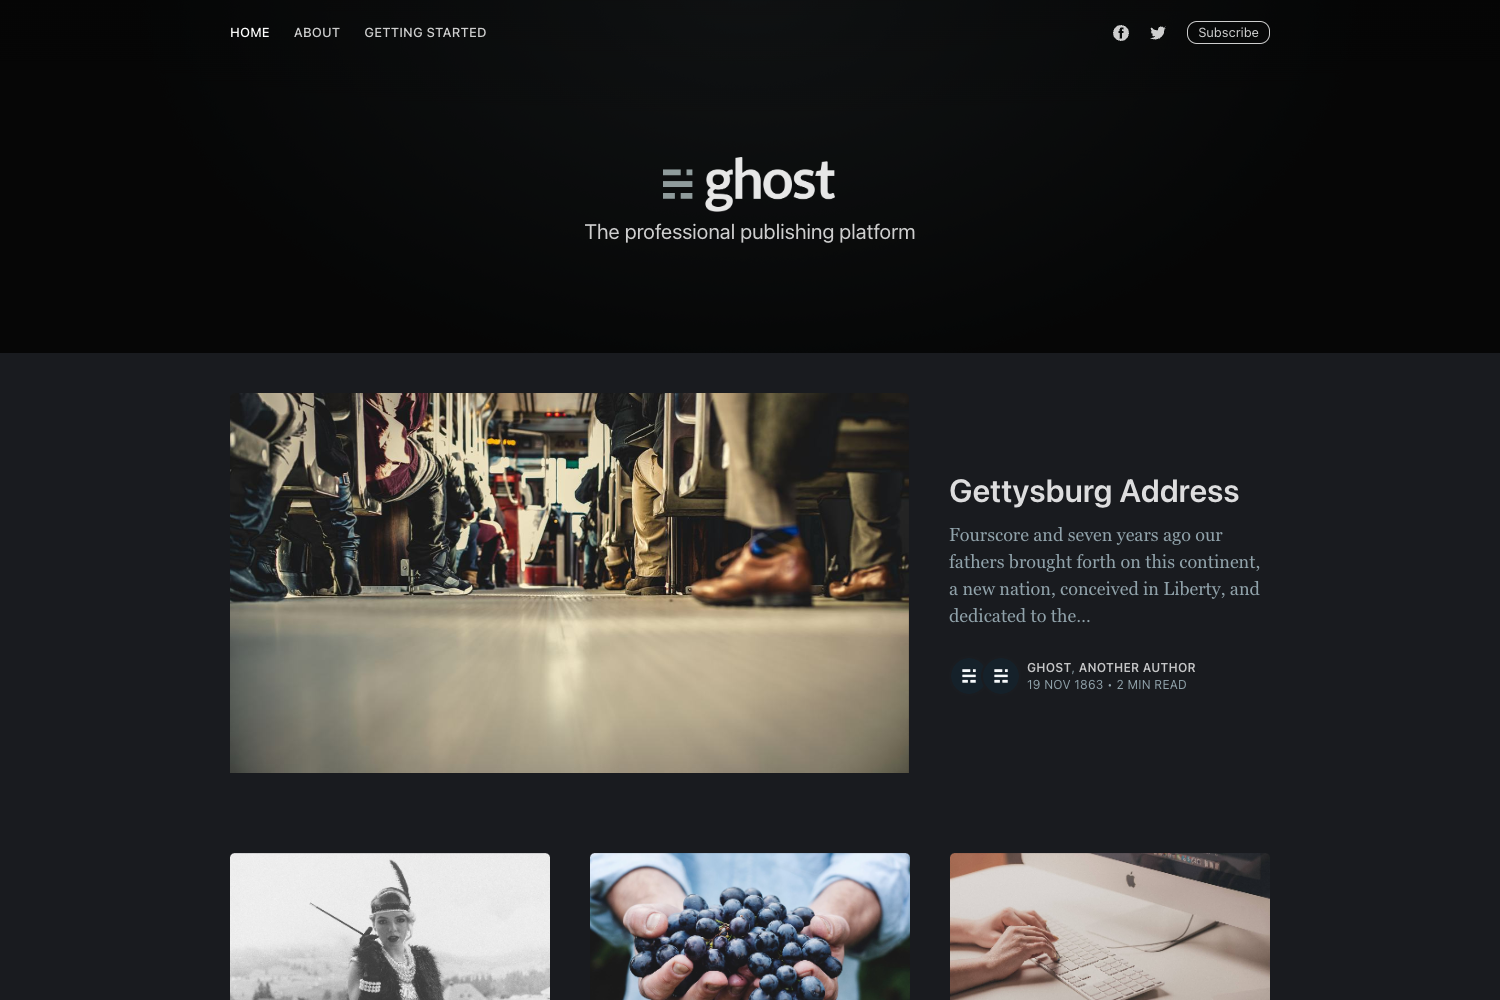 HOME
ABOUT
GETTING STARTED
Subscribe
ghost
The professional publishing platform
Gettysburg Address
Fourscore and seven years ago our
fathers brought forth on this continent,
a new nation, conceived in Liberty, and
dedicated to the…
GHOST, ANOTHER AUTHOR
19 NOV 1863 • 2 MIN READ